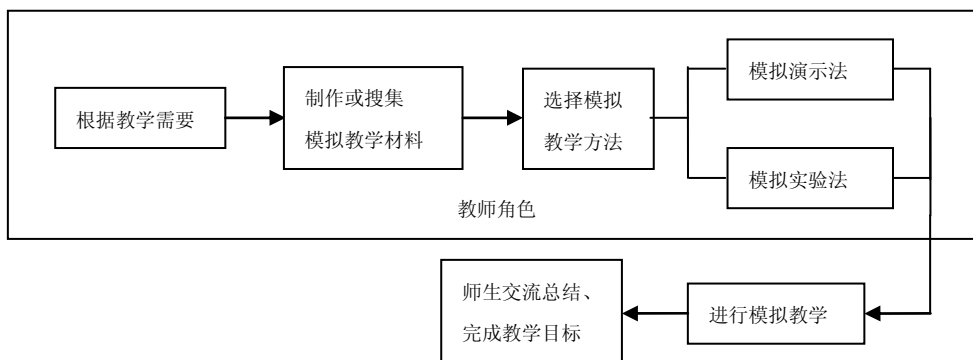 根据教学需要
制作或搜集
模拟教学材料
选择模拟
教学方法
模拟演示法
模拟实验法
教师角色
进行模拟教学
师生交流总结、
完成教学目标